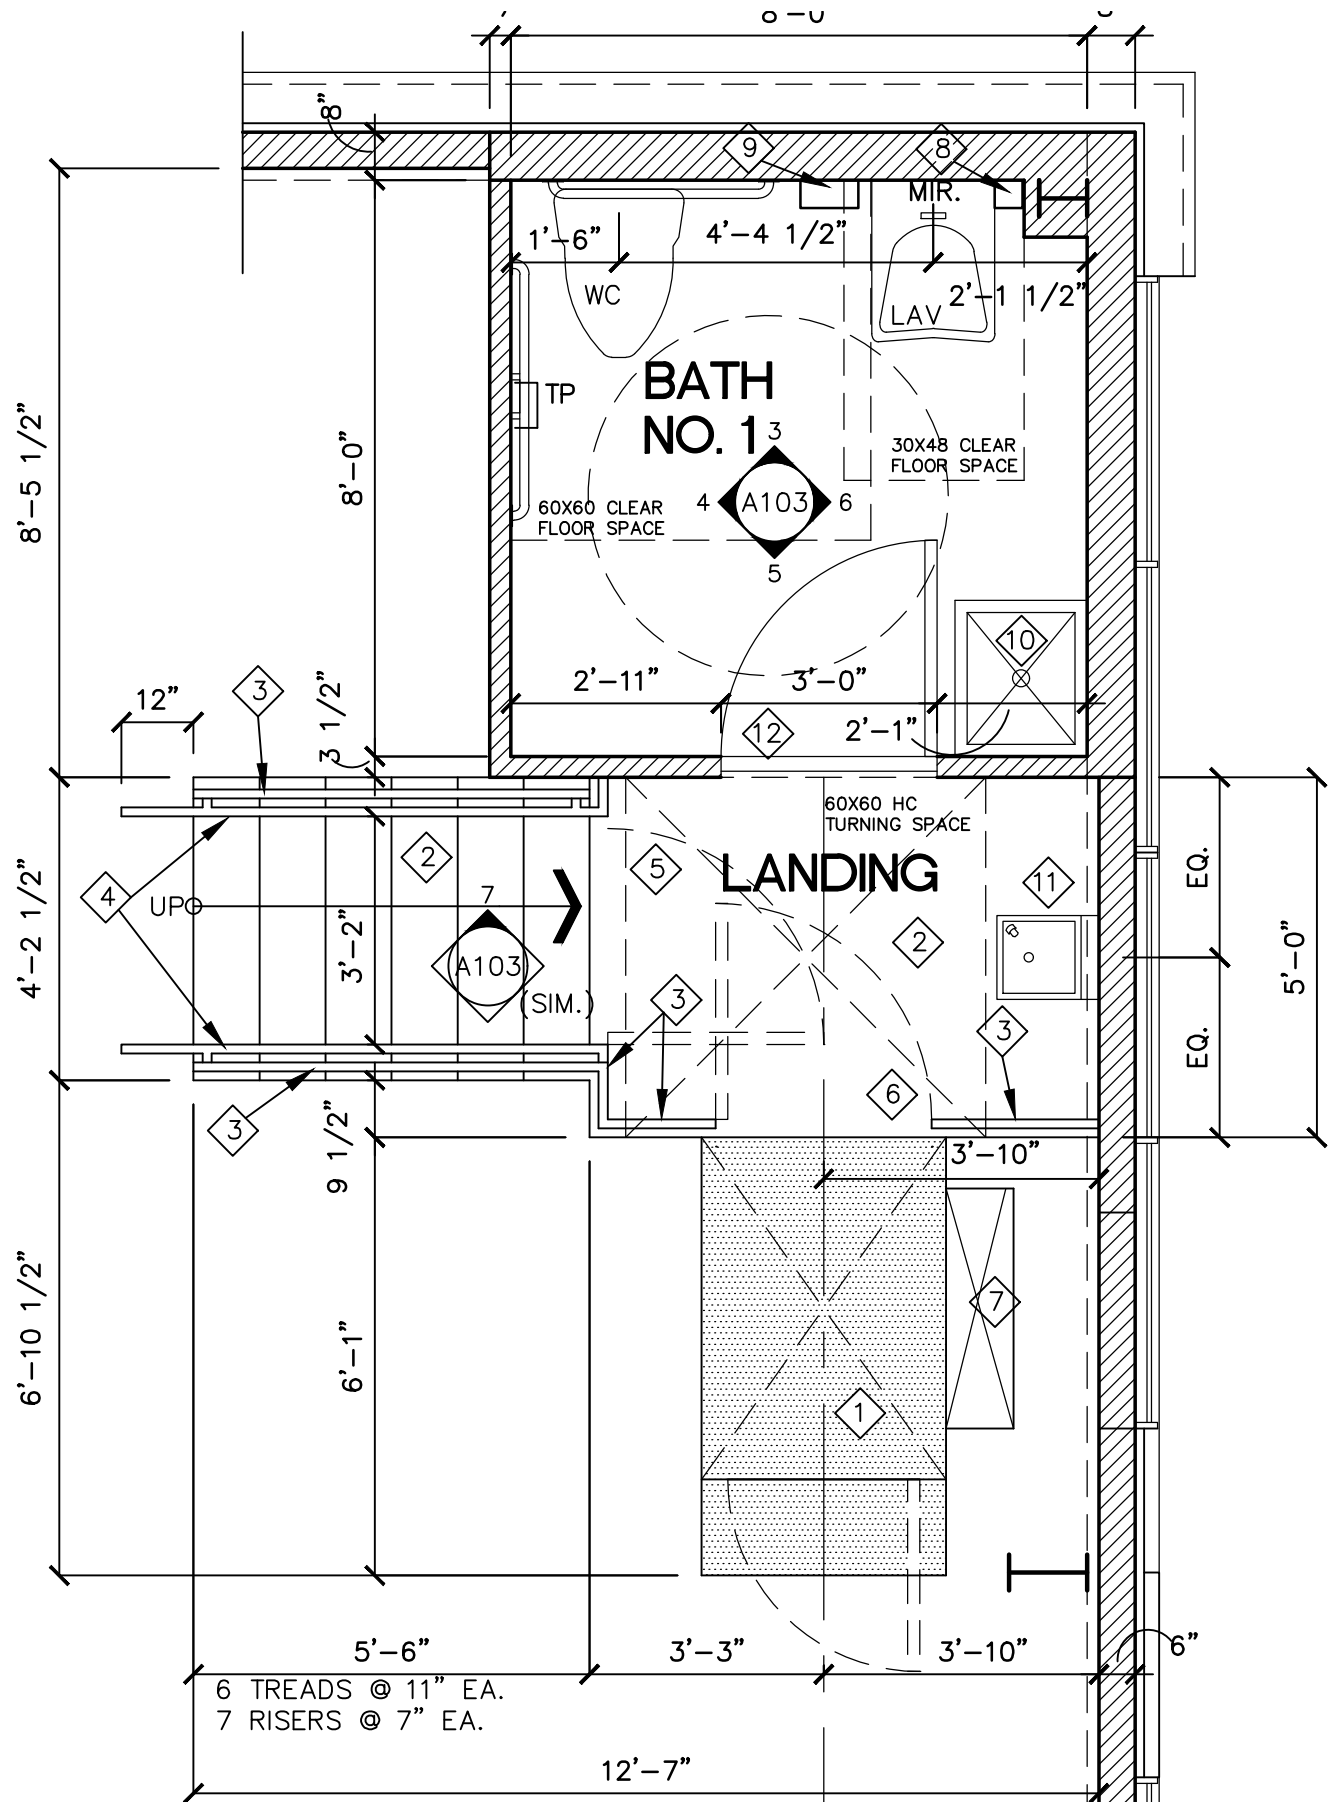 8'-0
8"
9
8
MIR.
1'-6"
4'-4 1/2"
2'-1 1/2"
WC
LAV
BATH
NO. 1
TP
3
4
A103
6
5
30X48 CLEAR
FLOOR SPACE
60X60 CLEAR
FLOOR SPACE
8'-5 1/2"
8'-0"
10
2'-11"
3'-0"
2'-1"
12
12"
3
3 1/2"
60X60 HC
TURNING SPACE
LANDING
2
5
11
4
UP
7
A103
(SIM.)
2
3
3
3'-2"
4'-2 1/2"
EQ.
EQ.
5'-0"
3
6
9 1/2"
3'-10"
7
1
6'-10 1/2"
6'-1"
5'-6"
3'-3"
3'-10"
6"
6 TREADS @ 11" EA.
7 RISERS @ 7" EA.
12'-7"